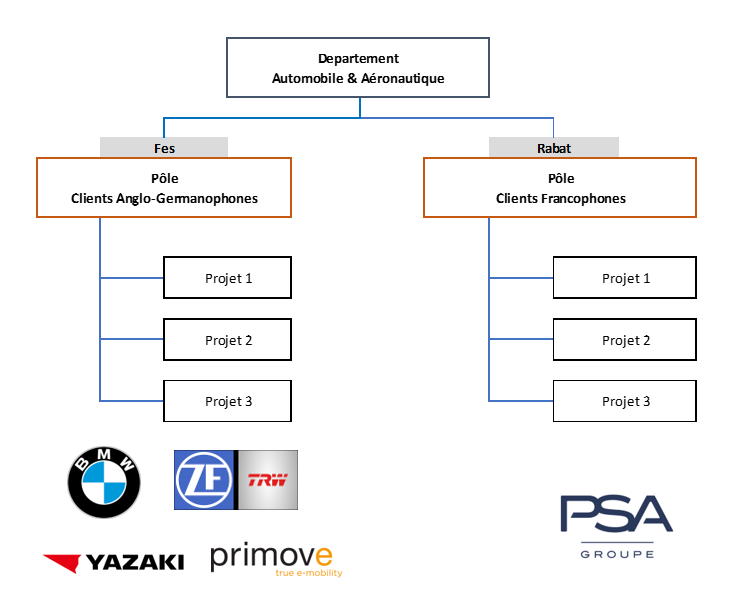 Departement
Automobile & Aéronautique
Fes
Pôle
Clients Anglo-Germanophones
Projet 1
Projet 2
Projet 3
Rabat
Pôle
Clients Francophones
Projet 1
Projet 2
Projet 3
BMW
ZF
TRW
YAZAKI
primove
true e-mobility
PSA
GROUPE